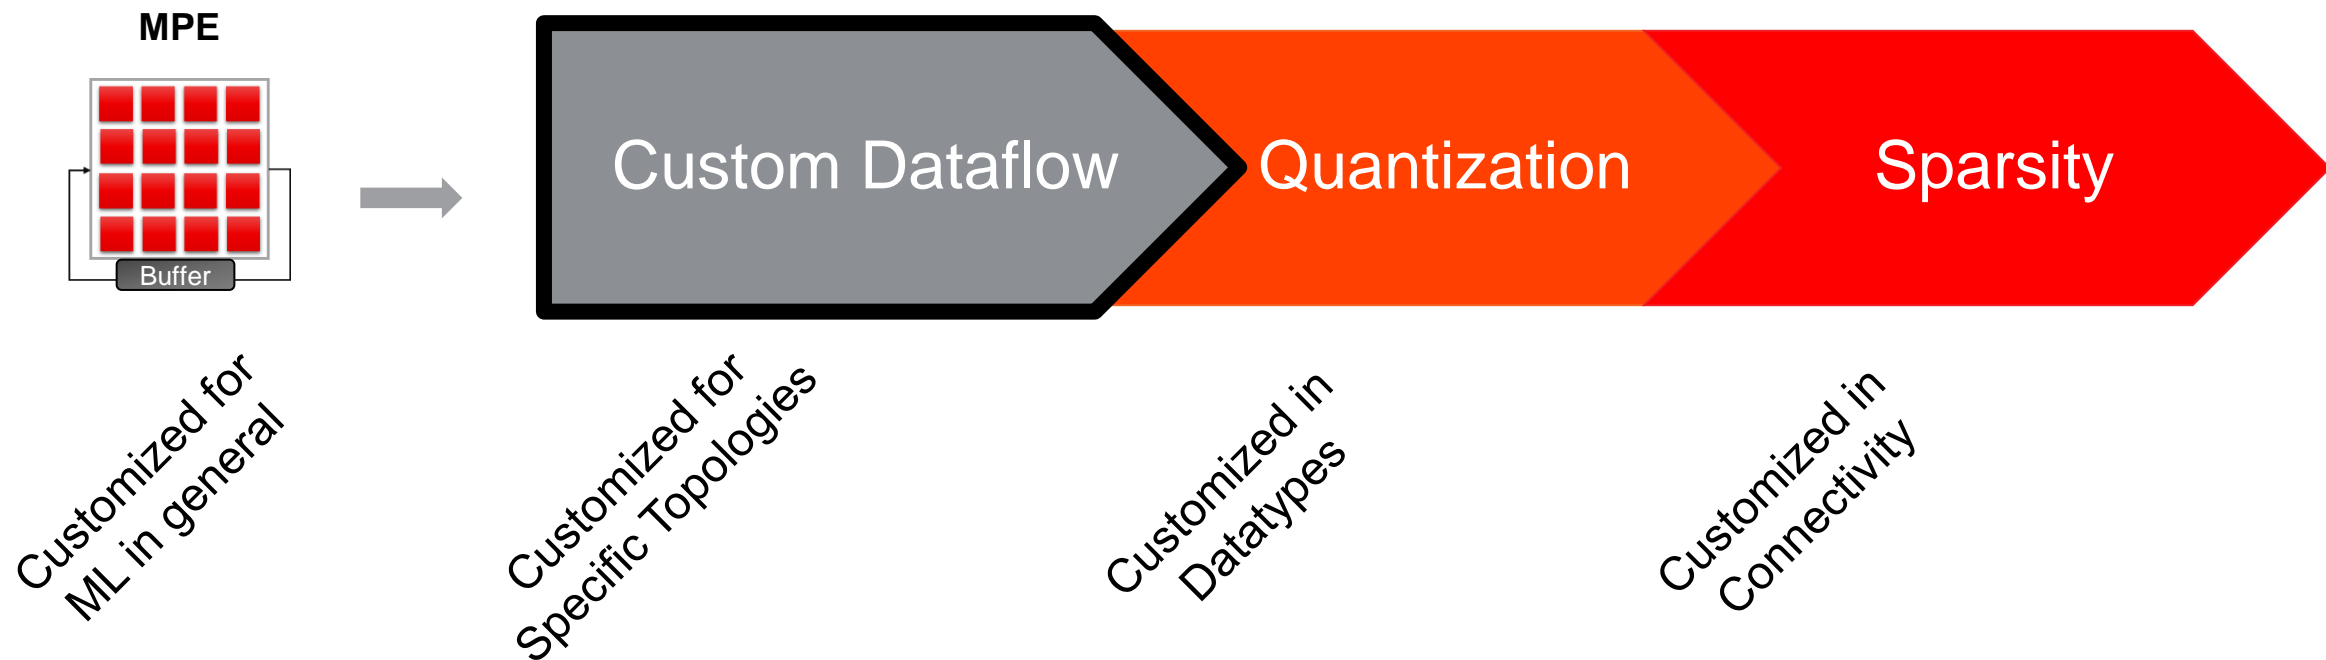 MPE
Buffer
Custom Dataflow
Quantization
Sparsity
Customized for
ML in general
Customized for
Specific Topologies
Customized in
Datatypes
Customized in
Connectivity